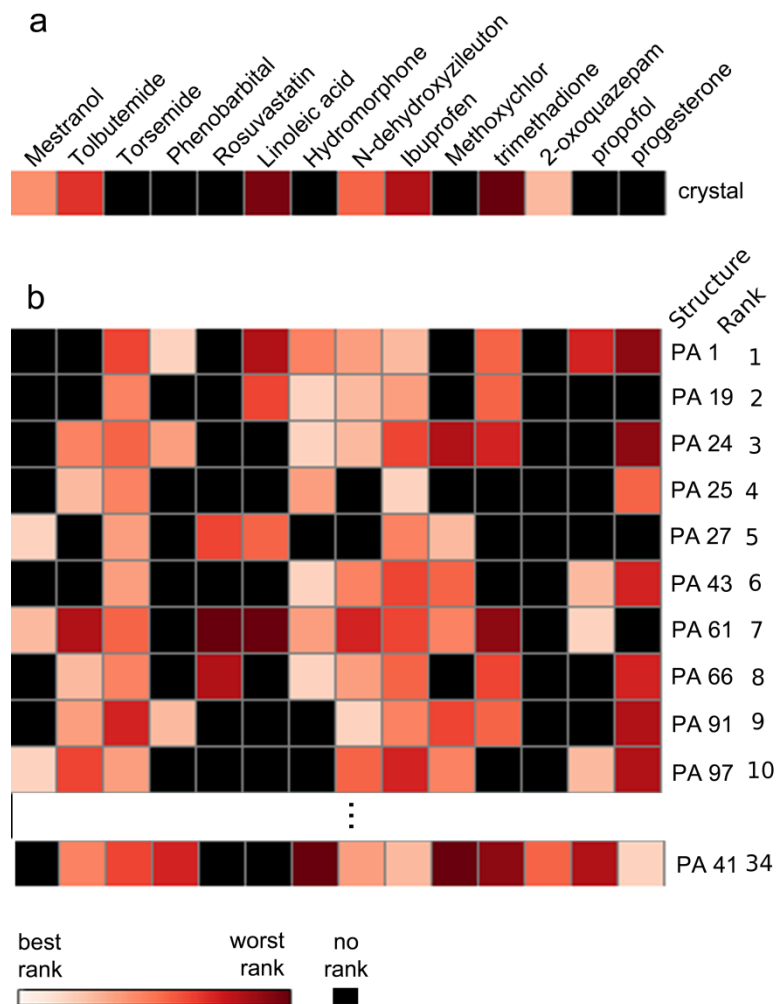 a
Mestranol
Tolbutemide
Torsemide
Phenobarbital
Rosuvastatin
Linoleic acid
Hydromorphone
N-dehydroxyzileuton
Ibuprofen
Methoxychlor
trimethadione
2-oxoquazepam
propofol
progesterone
crystal
b
Structure
Rank
PA 1 1
PA 19 2
PA 24 3
PA 25 4
PA 27 5
PA 43 6
PA 61 7
PA 66 8
PA 91 9
PA 97 10
⋮
PA 41 34
best rank
worst rank
no rank